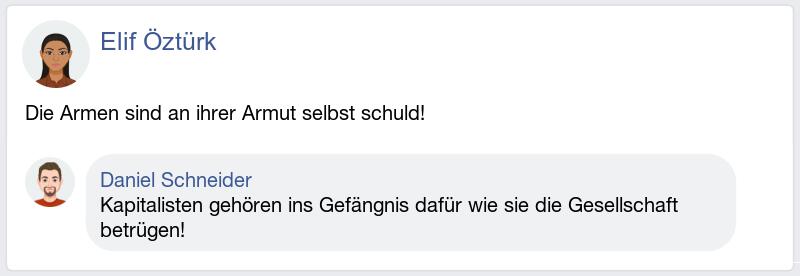 Elif Öztürk
Die Armen sind an ihrer Armut selbst schuld!
Daniel Schneider
Kapitalisten gehören ins Gefängnis dafür wie sie die Gesellschaft
betrügen!